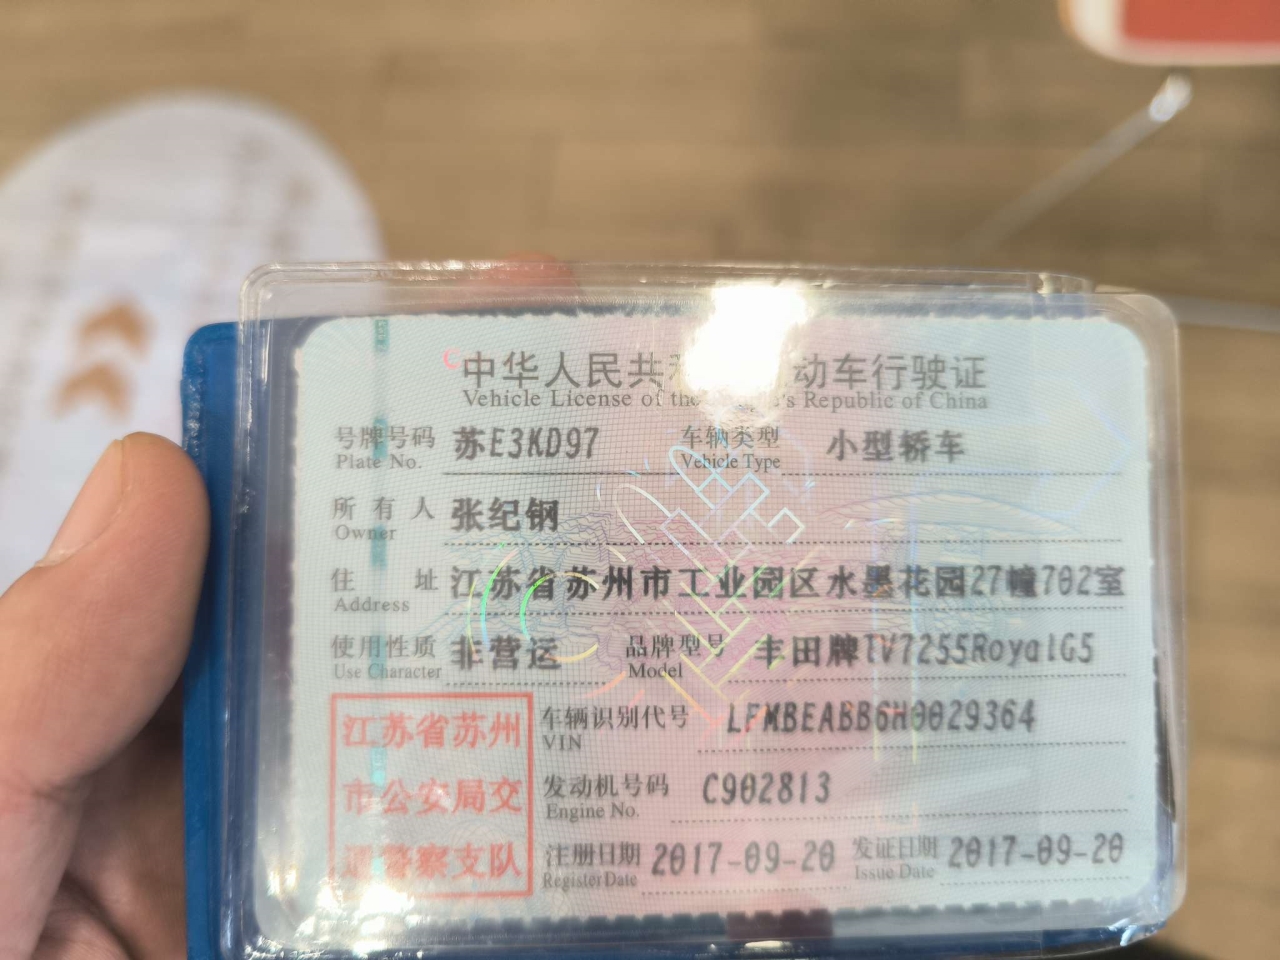 中华人民共 动车行驶证
Vehicle License of the People's Republic of China
号牌号码 苏E3KD97 车辆类型 小型轿车
Plate No. Vehicle Type
所有人 张纪钢
Owner
住址 江苏省苏州市工业园区水墨花园27幢702室
Address
使用性质 非营运 品牌型号 丰田牌TV7255RoyalG5
Use Character Model
江苏省苏州
市公安局交
通警察支队
车辆识别代号 LFMBEABB6H0029364
VIN
发动机号码 C902813
Engine No.
注册日期 2017-09-20 发证日期 2017-09-20
Register Date Issue Date